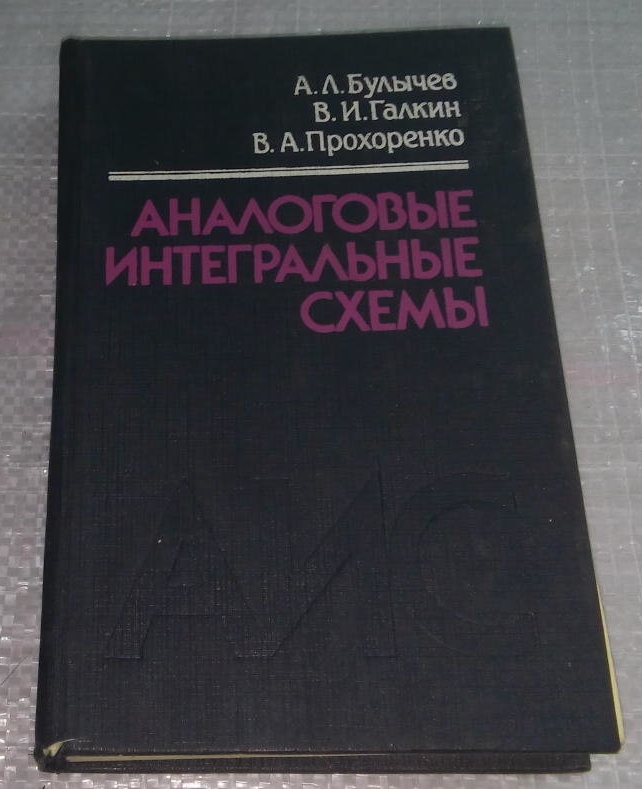 А.Л.Булычев
В.И.Галкин
В.А.Прохоренко
АНАЛОГОВЫЕ
ИНТЕГРАЛЬНЫЕ
СХЕМЫ
АИС